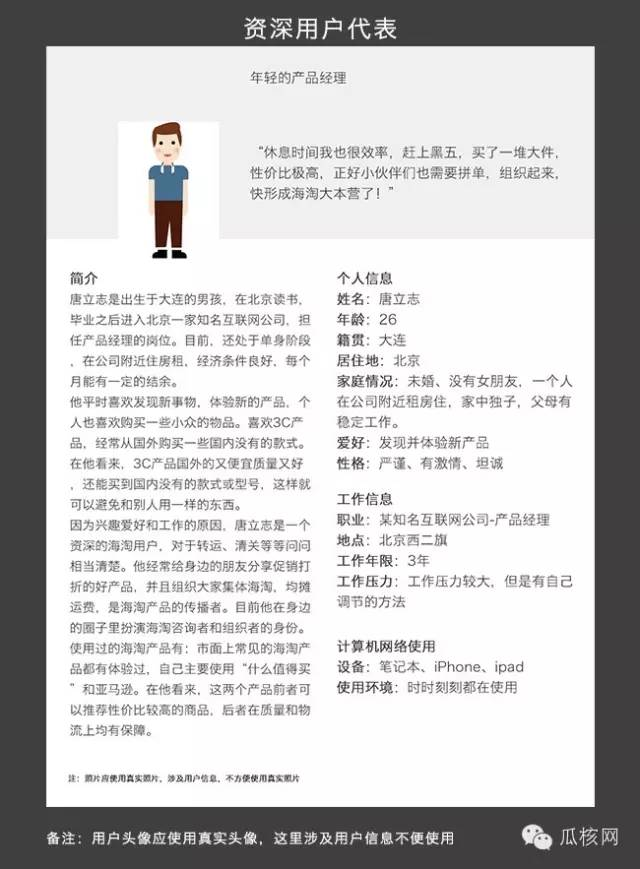 资深用户代表
年轻的产品经理
“休息时间我也很效率，赶上黑五，买了一堆大件，
性价比极高，正好小伙伴们也需要拼单，组织起来，
快形成海淘大本营了！”
简介
唐立志是出生于大连的男孩，在北京读书，
毕业之后进入北京一家知名互联网公司，担
任产品经理的岗位。目前，还处于单身阶段
，在公司附近住房租，经济条件良好，每个
月能有一定的结余。
他平时喜欢发现新事物，体验新的产品，个
人也喜欢购买一些小众的物品。喜欢3C产
品，经常从国外购买一些国内没有的款式。
在他看来，3C产品国外的又便宜质量又好
，还能买到国内没有的款式或型号，这样就
可以避免和别人用一样的东西。
因为兴趣爱好和工作的原因，唐立志是一个
资深的海淘用户，对于转运、清关等等问问
相当清楚。他经常给身边的朋友分享促销打
折的好产品，并且组织大家集体海淘，均摊
运费，是海淘产品的传播者。目前他在身边
的圈子里扮演海淘咨询者和组织者的身份。
使用过的海淘产品有：市面上常见的海淘产
品都有体验过，自己主要使用“什么值得买
”和亚马逊。在他看来，这两个产品前者可
以推荐性价比较高的商品，后者在质量和物
流上均有保障。
个人信息
姓名：唐立志
年龄：26
籍贯：大连
居住地：北京
家庭情况：未婚、没有女朋友，一个人
在公司附近租房住，家中独子，父母有
稳定工作。
爱好：发现并体验新产品
性格：严谨、有激情、坦诚
工作信息
职业：某知名互联网公司-产品经理
地点：北京西二旗
工作年限：3年
工作压力：工作压力较大，但是有自己
调节的方法
计算机网络使用
设备：笔记本、iPhone、ipad
使用环境：时时刻刻都在使用
注：照片应使用真实照片，涉及用户信息，不方便使用真实照片
备注：用户头像应使用真实头像，这里涉及用户信息不便使用
瓜核网